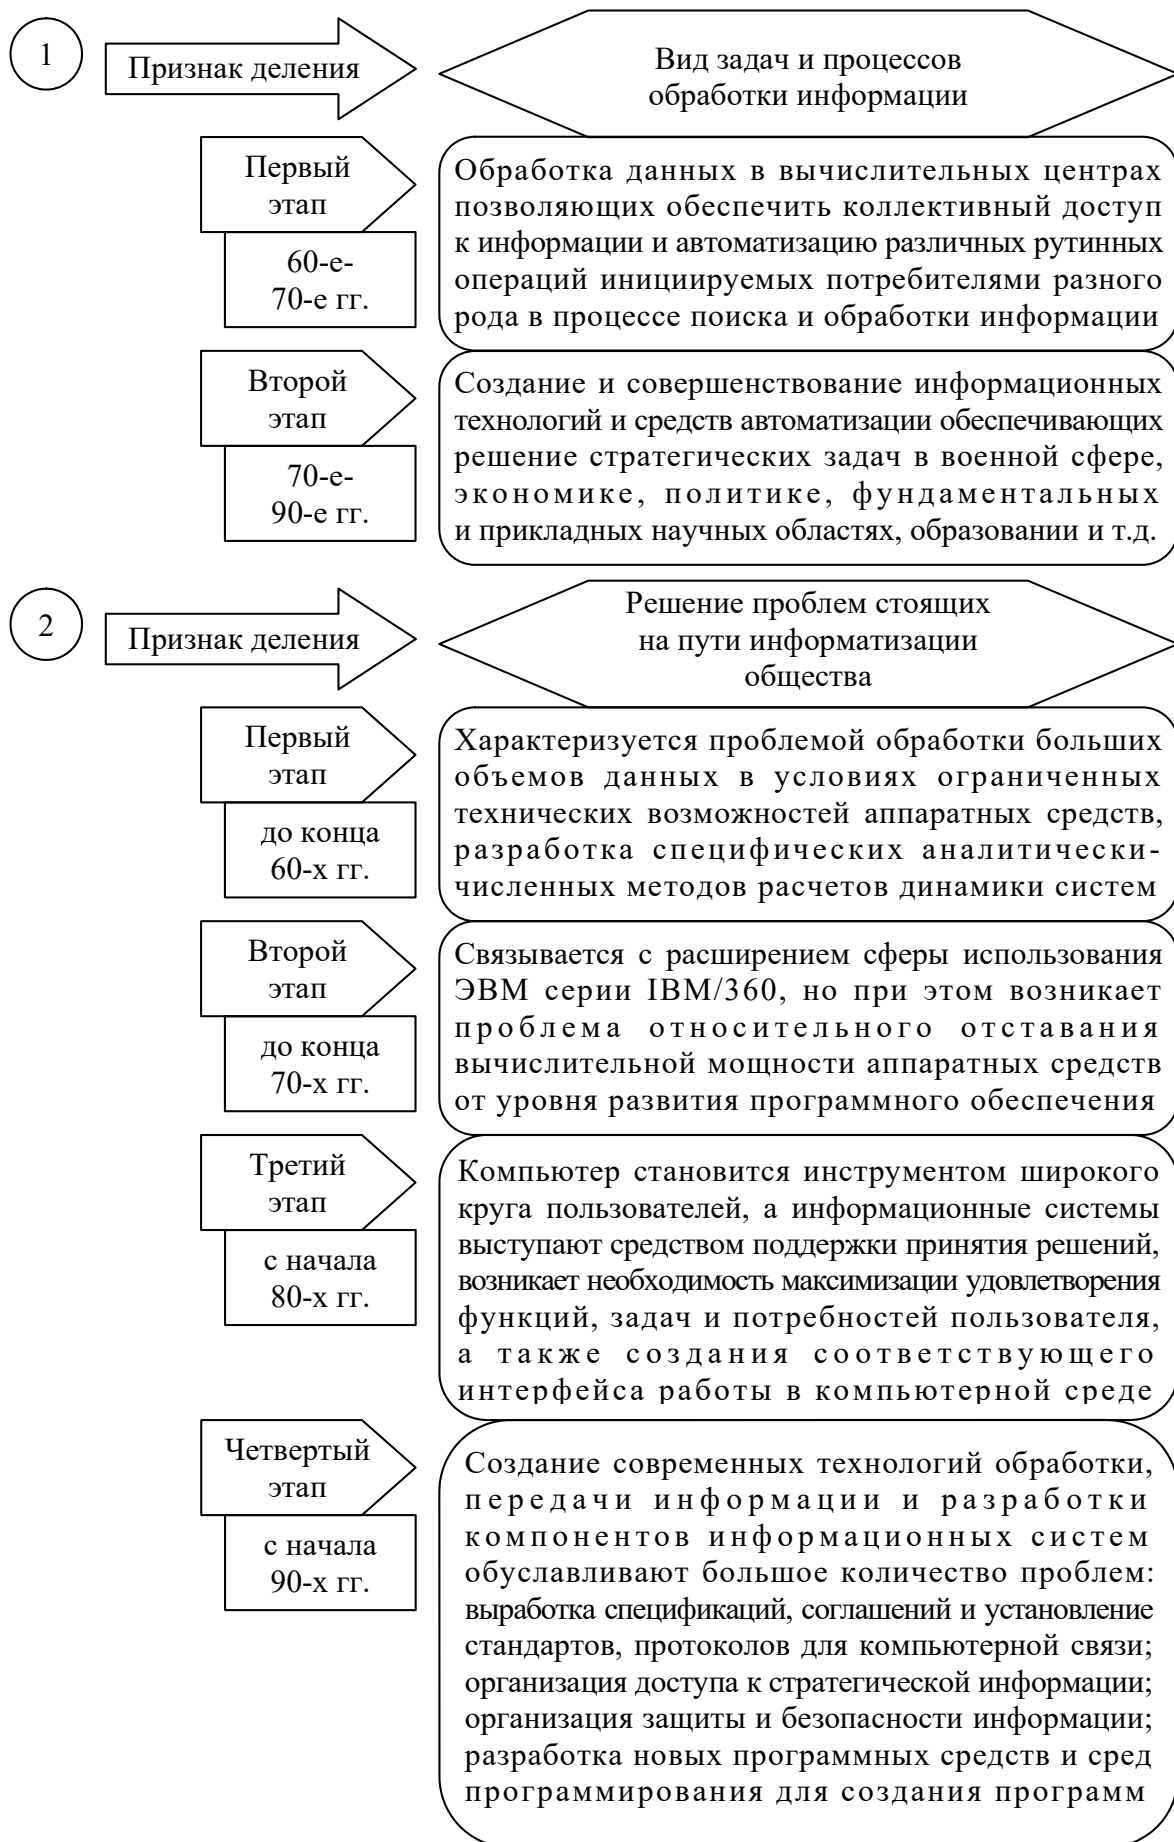 1
Признак деления
Вид задач и процессов
обработки информации
Первый
этап
60-е-
70-е гг.
Обработка данных в вычислительных центрах
позволяющих обеспечить коллективный доступ
к информации и автоматизацию различных рутинных
операций инициируемых потребителями разного
рода в процессе поиска и обработки информации
Второй
этап
70-е-
90-е гг.
Создание и совершенствование информационных
технологий и средств автоматизации обеспечивающих
решение стратегических задач в военной сфере,
экономике, политике, фундаментальных
и прикладных научных областях, образовании и т.д.
2
Признак деления
Решение проблем стоящих
на пути информатизации
общества
Первый
этап
до конца
60-х гг.
Характеризуется проблемой обработки больших
объемов данных в условиях ограниченных
технических возможностей аппаратных средств,
разработка специфических аналитически-
численных методов расчетов динамики систем
Второй
этап
до конца
70-х гг.
Связывается с расширением сферы использования
ЭВМ серии IBM/360, но при этом возникает
проблема относительного отставания
вычислительной мощности аппаратных средств
от уровня развития программного обеспечения
Третий
этап
с начала
80-х гг.
Компьютер становится инструментом широкого
круга пользователей, а информационные системы
выступают средством поддержки принятия решений,
возникает необходимость максимизации удовлетворения
функций, задач и потребностей пользователя,
а также создания соответствующего
интерфейса работы в компьютерной среде
Четвертый
этап
с начала
90-х гг.
Создание современных технологий обработки,
передачи информации и разработки
компонентов информационных систем
обуславливают большое количество проблем:
выработка спецификаций, соглашений и установление
стандартов, протоколов для компьютерной связи;
организация доступа к стратегической информации;
организация защиты и безопасности информации;
разработка новых программных средств и сред
программирования для создания программ